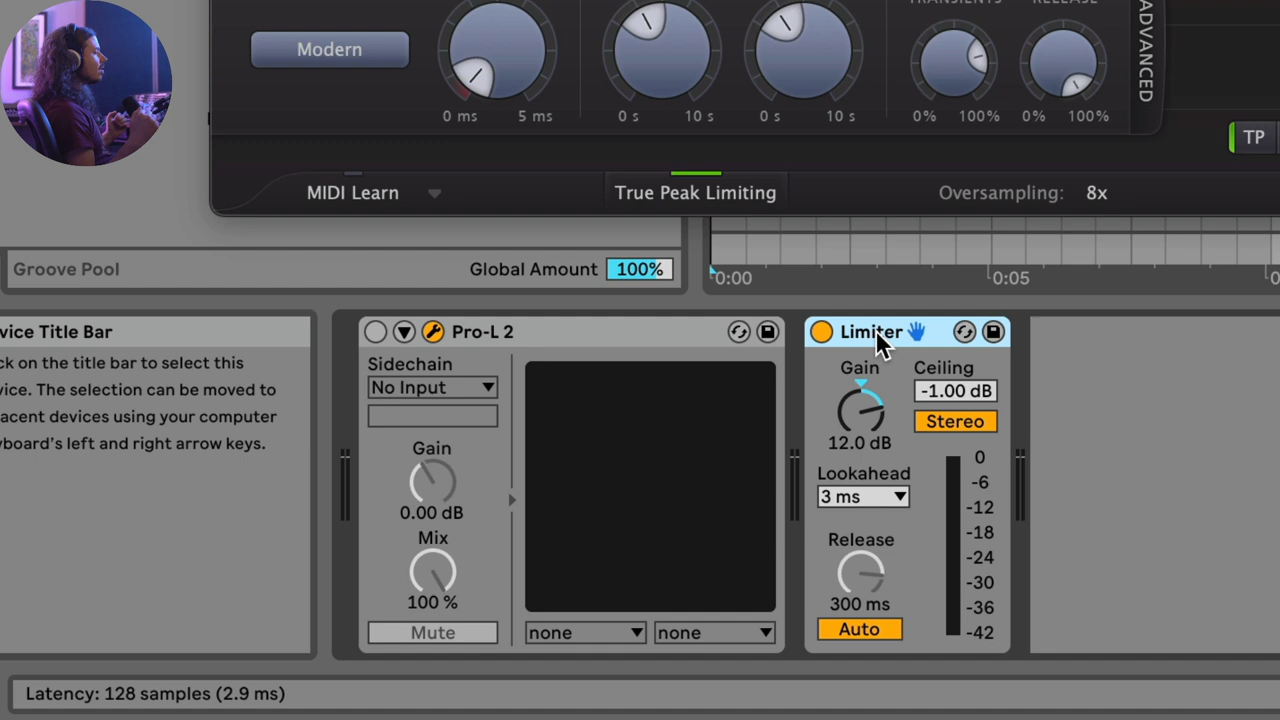 TRANSIENTS
RELEASE
ADVANCED
Modern
0 ms
5 ms
0 s
10 s
0 s
10 s
0%
100%
0%
100%
TP
MIDI Learn
True Peak Limiting
Oversampling: 8x
Groove Pool
Global Amount 100%
0:00
0:05
vice Title Bar
ck on the title bar to select this
vice. The selection can be moved to
acent devices using your computer
yboard's left and right arrow keys.
Pro-L 2
Sidechain
No Input
Gain
0.00 dB
Mix
100 %
Mute
none
none
Limiter
Gain
12.0 dB
Ceiling
-1.00 dB
Stereo
Lookahead
3 ms
Release
300 ms
Auto
0
-6
-12
-18
-24
-30
-36
-42
Latency: 128 samples (2.9 ms)